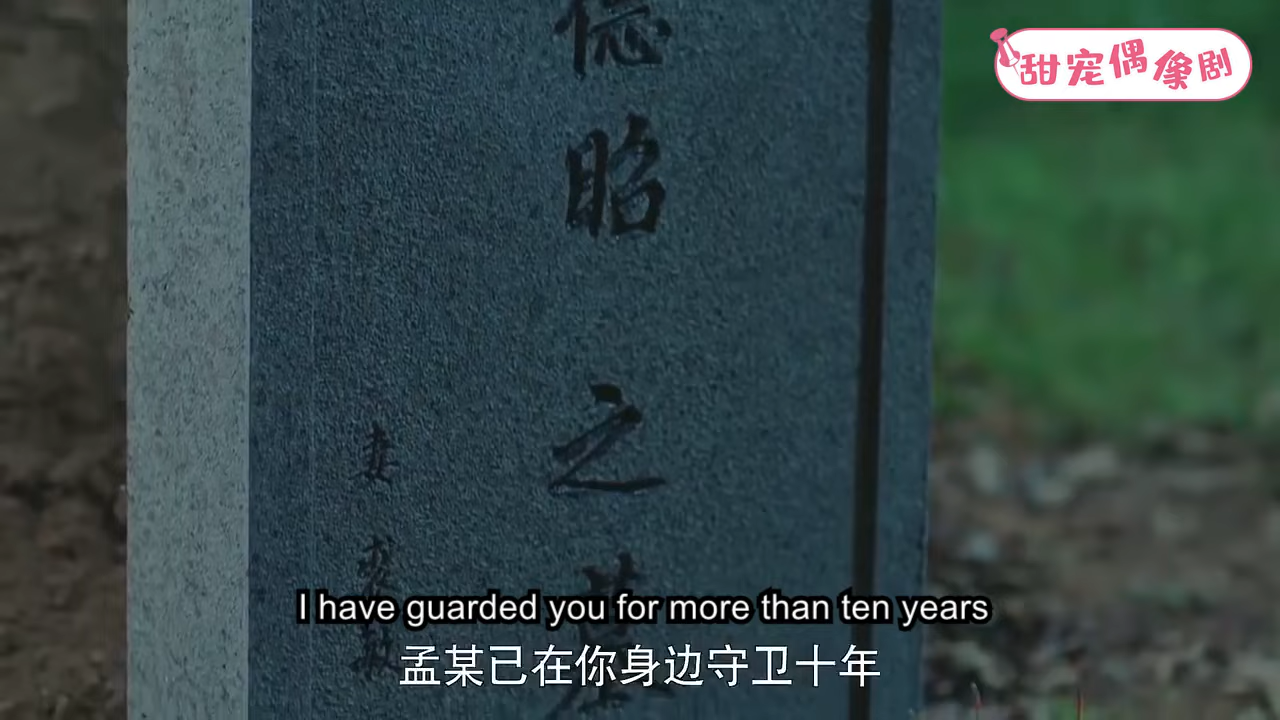 甜宠偶像剧
德昭之墓
妻
I have guarded you for more than ten years
孟某已在你身边守卫十年